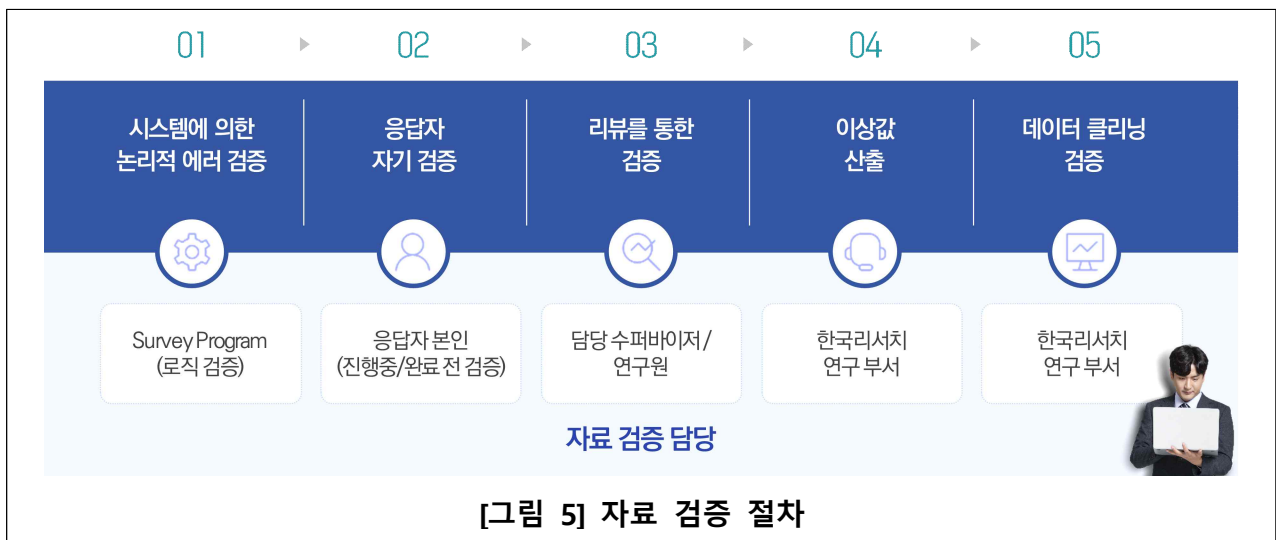 01 02 03 04 05
시스템에 의한
논리적 에러 검증
응답자
자기 검증
리뷰를 통한
검증
이상값
산출
데이터 클리닝
검증
Survey Program
(로직 검증)
응답자 본인
(진행중/완료 전 검증)
담당 수퍼바이저/
연구원
한국리서치
연구 부서
한국리서치
연구 부서
자료 검증 담당
[그림 5] 자료 검증 절차